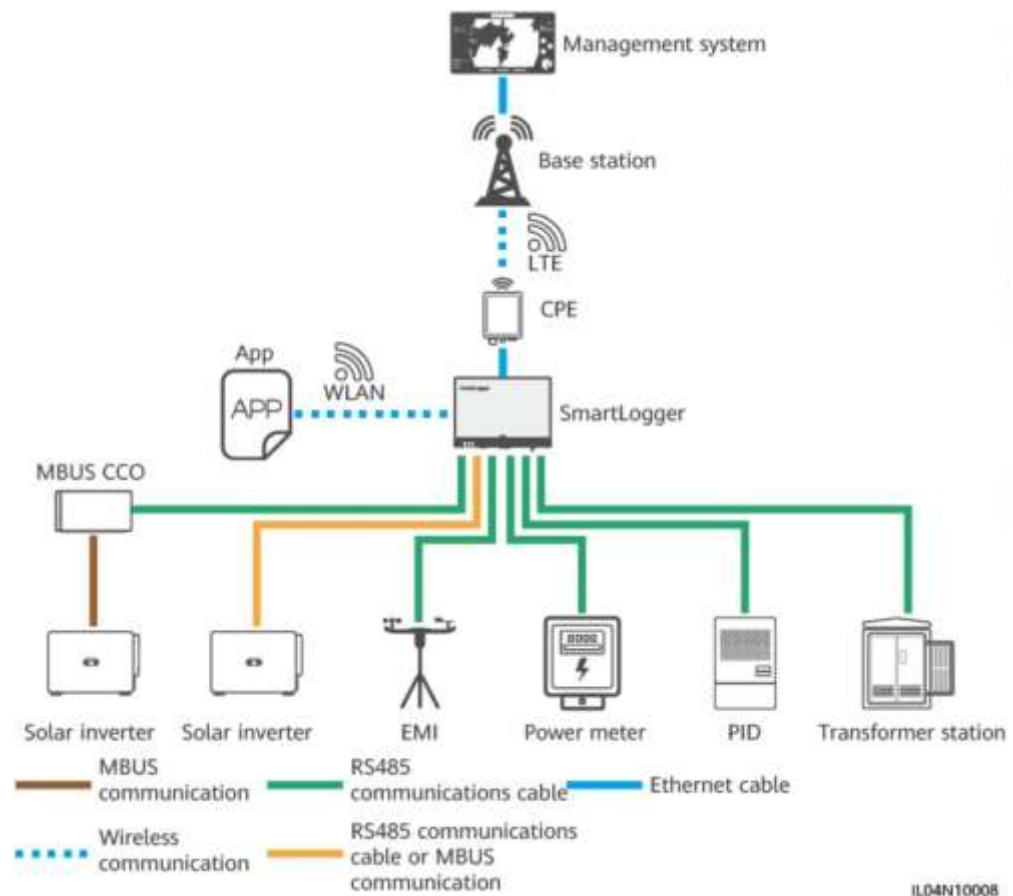 Management system
Base station
LTE
CPE
App
WLAN
APP
SmartLogger
MBUS CCO
Solar inverter
Solar inverter
EMI
Power meter
PID
Transformer station
MBUS
communication
RS485
communications cable
Ethernet cable
Wireless
communication
RS485 communications
cable or MBUS
communication
IL04N10008